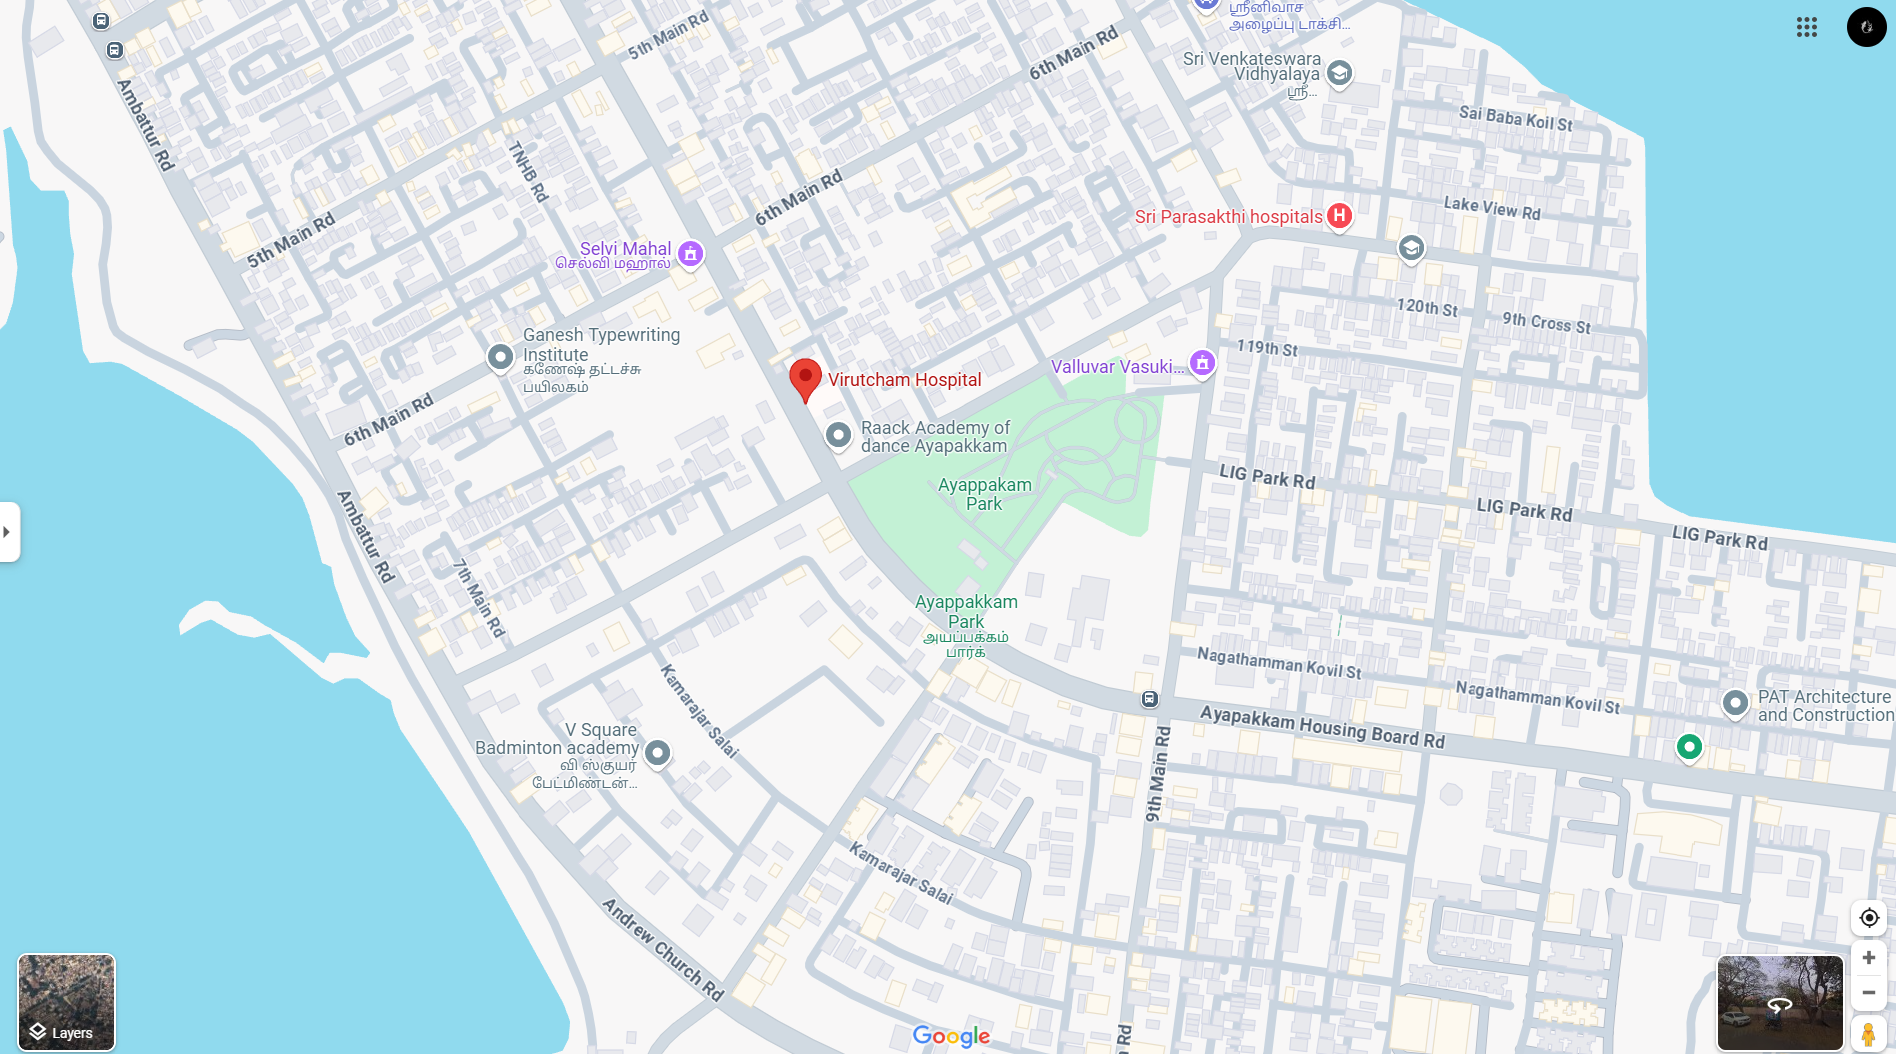 ஸ்ரீனிவாச
அழைப்பு டாக்சி...
5th Main Rd
6th Main Rd
Sri Venkateswara
Vidhyalaya
ஸ்ரீ...
Ambattur Rd
Sai Baba Koil St
TNHB Rd
6th Main Rd
Lake View Rd
Sri Parasakthi hospitals
H
5th Main Rd
Selvi Mahal
செல்வி மஹால்
120th St
9th Cross St
Ganesh Typewriting
Institute
கணேஷ் தட்டச்சு
பயிலகம்
119th St
Valluvar Vasuki...
Virutcham Hospital
6th Main Rd
Raack Academy of
dance Ayapakkam
Ayappakam
Park
LIG Park Rd
LIG Park Rd
LIG Park Rd
Ambattur Rd
7th Main Rd
Ayappakkam
Park
அயப்பக்கம்
பார்க்
Nagathamman Kovil St
Nagathamman Kovil St
Kamarajar Salai
PAT Architecture
and Construction
Ayapakkam Housing Board Rd
V Square
Badminton academy
வி ஸ்குயர்
பேட்மிண்டன்...
9th Main Rd
Kamarajar Salai
Andrew Church Rd
Layers
Google
n Rd